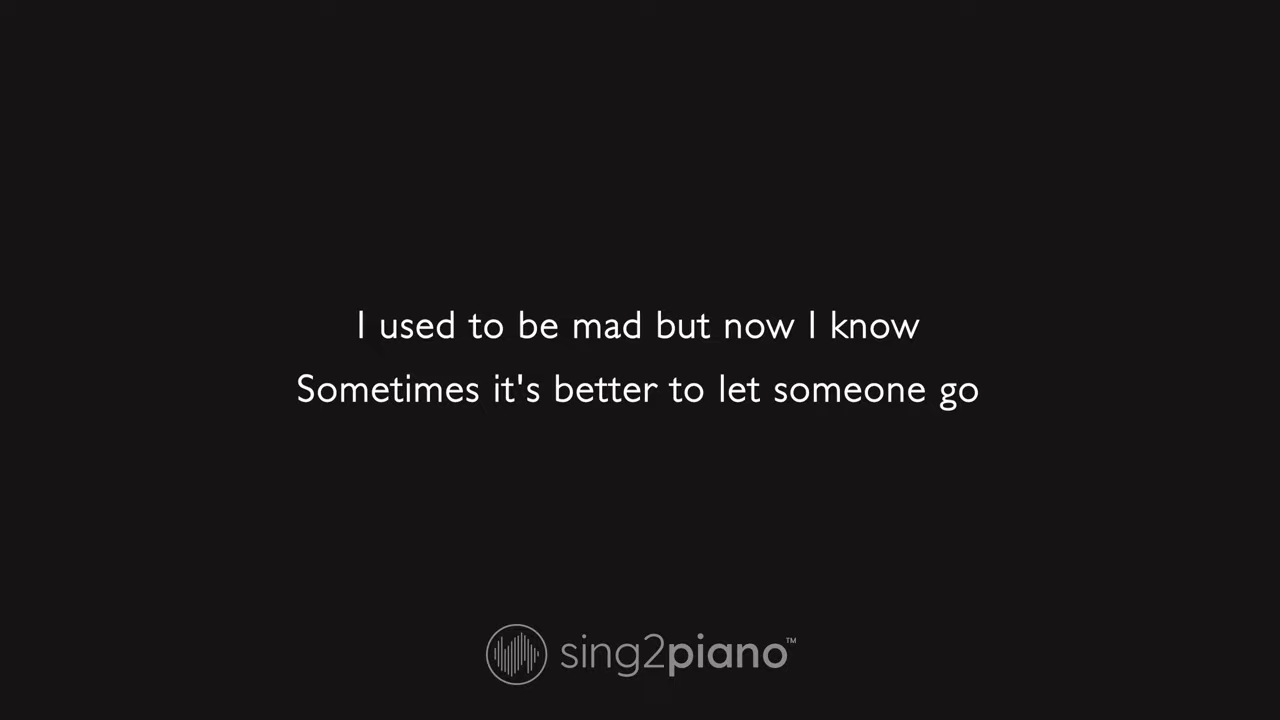 I used to be mad but now I know
Sometimes it's better to let someone go
sing2piano™